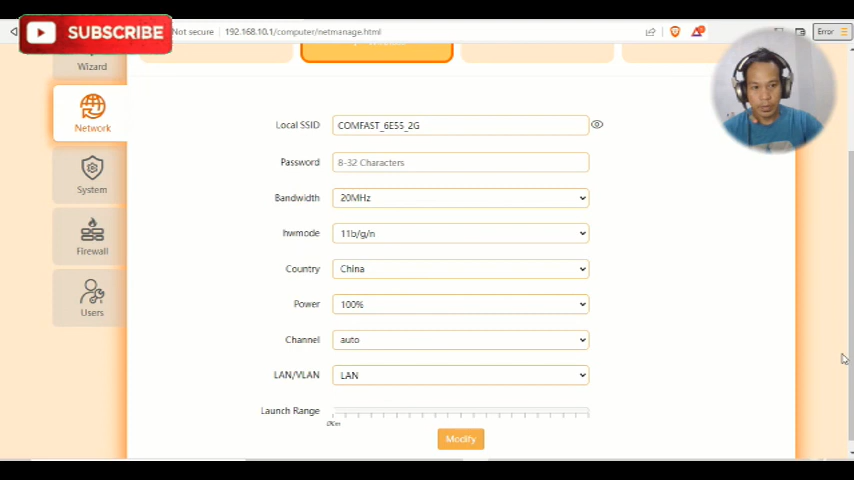 SUBSCRIBE
Not secure 192.168.10.1/computer/netmanage.html
Error
Wizard
Network
System
Firewall
Users
Local SSID COMFAST_6E55_2G
Password 8-32 Characters
Bandwidth 20MHz
hwmode 11b/g/n
Country China
Power 100%
Channel auto
LAN/VLAN LAN
Launch Range
0Km
Modify